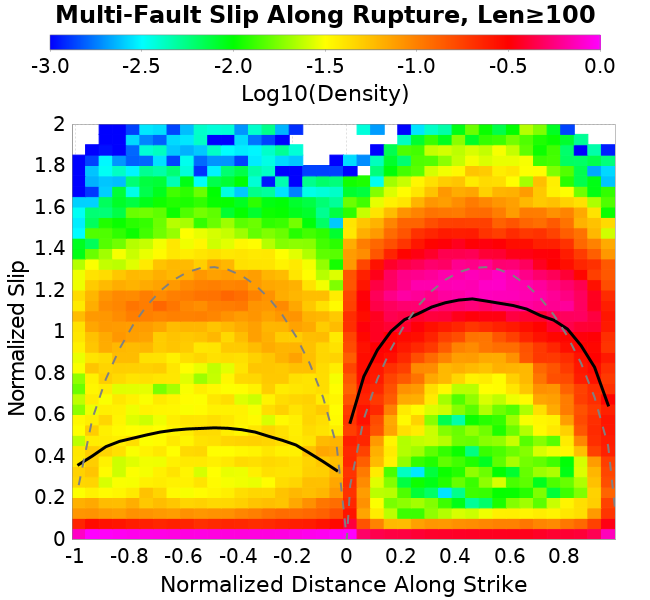 Multi-Fault Slip Along Rupture, Len≥100
-3.0 -2.5 -2.0 -1.5 -1.0 -0.5 0.0
Log10(Density)
2
1.8
1.6
1.4
1.2
1
0.8
0.6
0.4
0.2
0
Normalized Slip
-1 -0.8 -0.6 -0.4 -0.2 0 0.2 0.4 0.6 0.8
Normalized Distance Along Strike